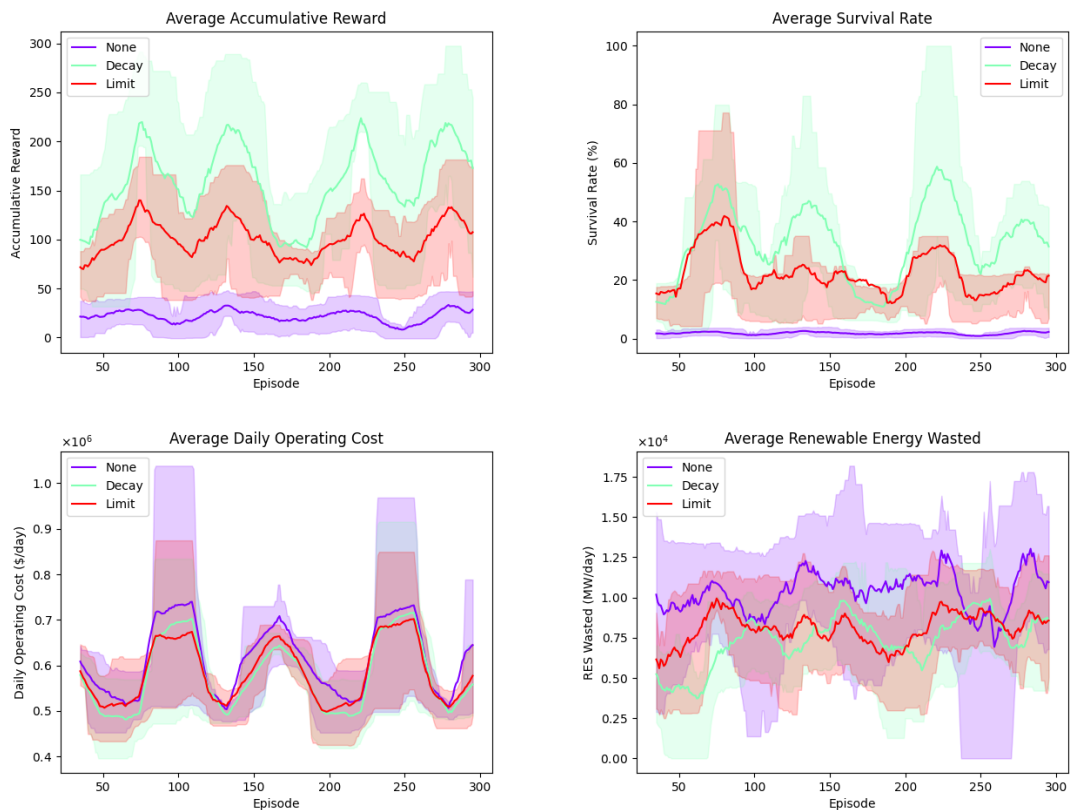 Average Accumulative Reward
300
250
200
150
100
50
0
Accumulative Reward
None
Decay
Limit
50 100 150 200 250 300
Episode
Average Survival Rate
100
80
60
40
20
0
Survival Rate (%)
None
Decay
Limit
50 100 150 200 250 300
Episode
×10⁶
Average Daily Operating Cost
1.0
0.9
0.8
0.7
0.6
0.5
0.4
Daily Operating Cost ($/day)
None
Decay
Limit
50 100 150 200 250 300
Episode
×10⁴
Average Renewable Energy Wasted
1.75
1.50
1.25
1.00
0.75
0.50
0.25
0.00
RES Wasted (MW/day)
None
Decay
Limit
50 100 150 200 250 300
Episode